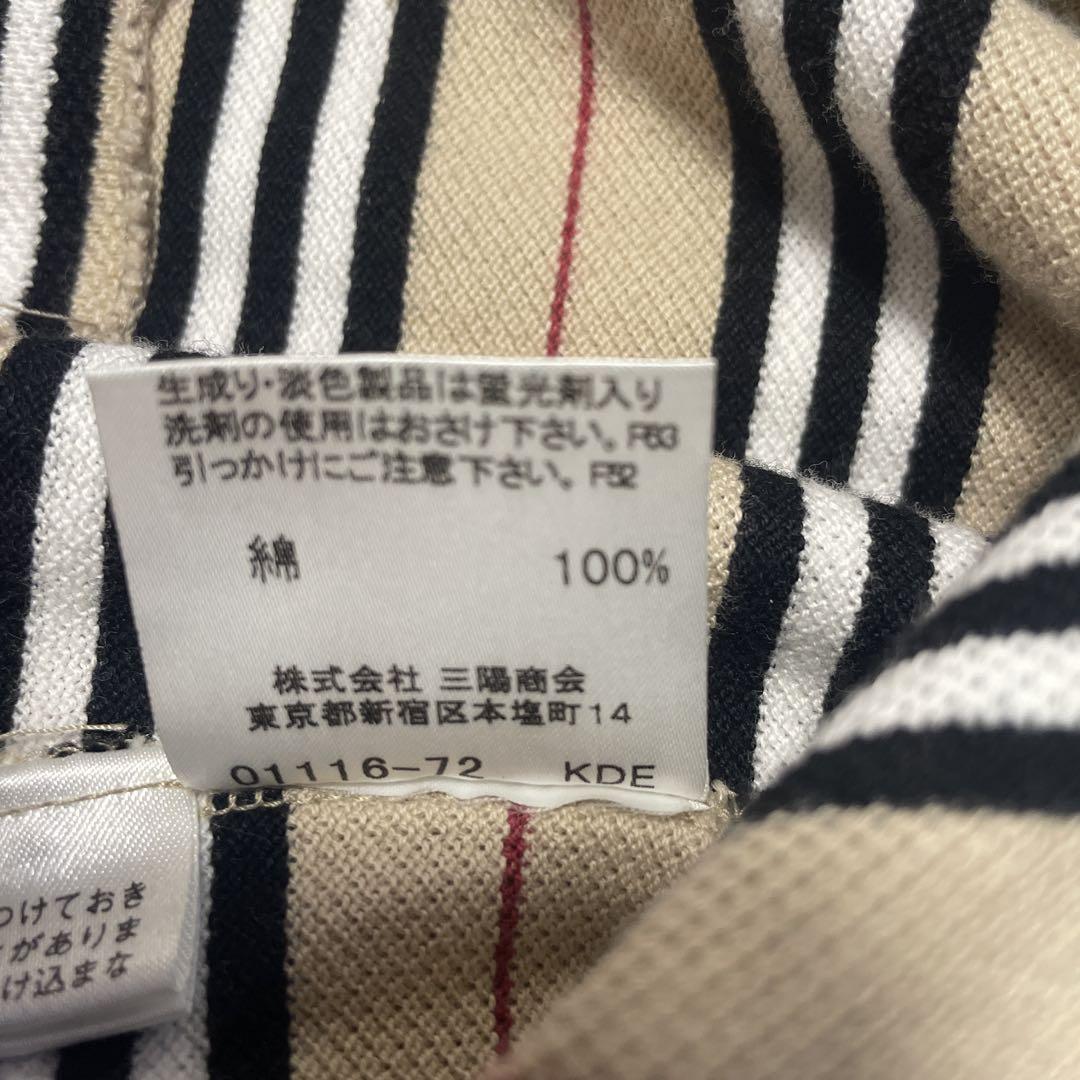 生成り・淡色製品は蛍光剤入り
洗剤の使用はおさけ下さい。F63
引っかけにご注意下さい。F52
綿 100%
株式会社 三陽商会
東京都新宿区本塩町14
01116-72 KDE
つけておき
がありま
け込まな